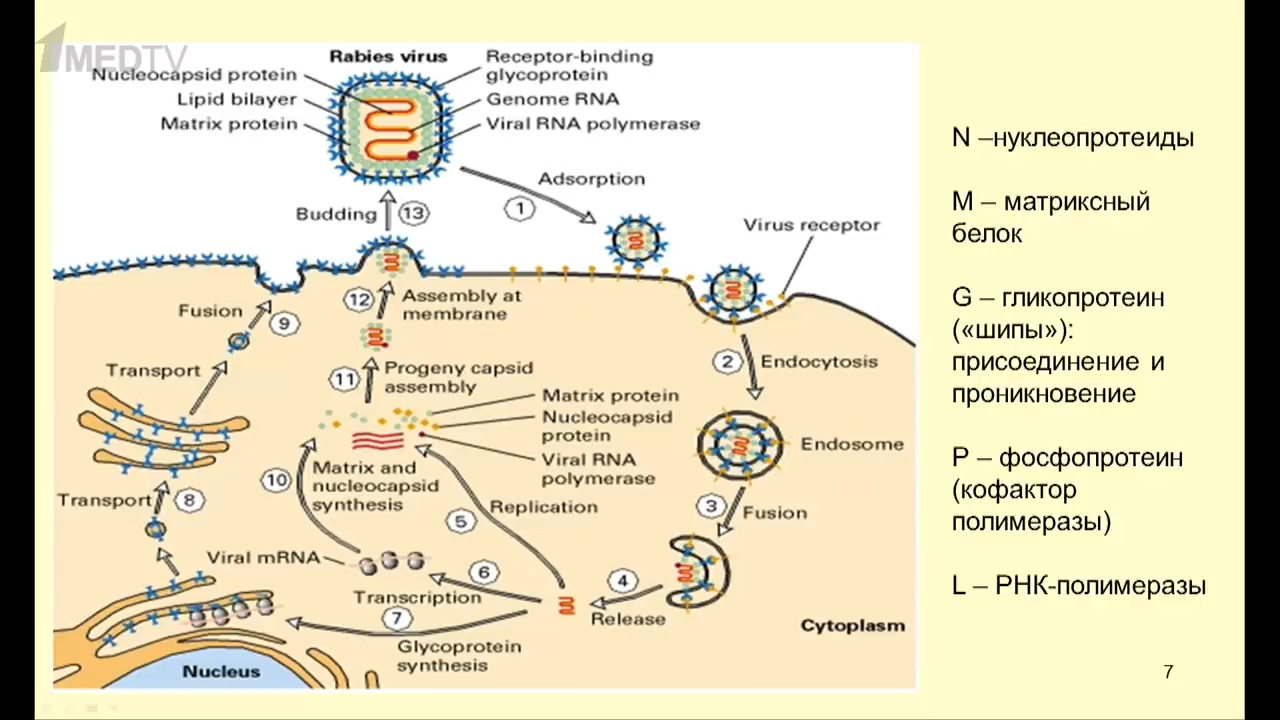 1MEDTV
Rabies virus
Nucleocapsid protein
Lipid bilayer
Matrix protein
Receptor-binding
glycoprotein
Genome RNA
Viral RNA polymerase
Adsorption
1
Budding
13
Virus receptor
12
Assembly at
membrane
Fusion
9
2
Endocytosis
Transport
11
Progeny capsid
assembly
Matrix protein
Nucleocapsid
protein
Viral RNA
polymerase
Endosome
10
Matrix and
nucleocapsid
synthesis
Transport
8
3
Fusion
5
Replication
Viral mRNA
6
Transcription
4
Release
7
Glycoprotein
synthesis
Cytoplasm
Nucleus
N –нуклеопротеиды
M – матриксный
белок
G – гликопротеин
(«шипы»):
присоединение и
проникновение
P – фосфопротеин
(кофактор
полимеразы)
L – РНК-полимеразы
7